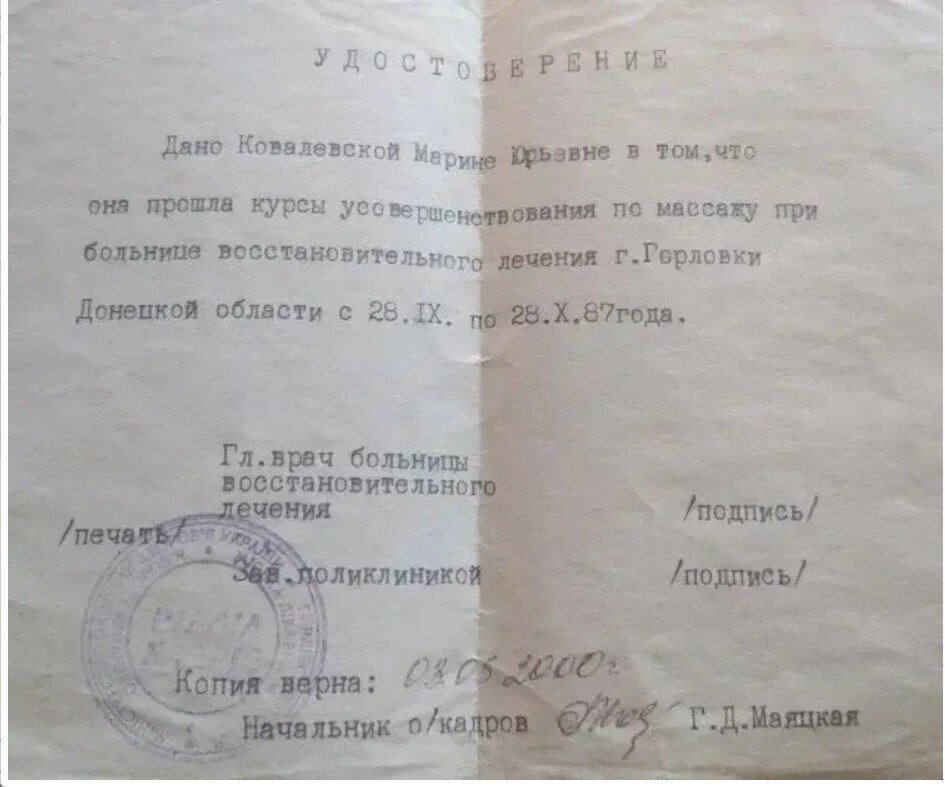 УДОСТОВЕРЕНИЕ
Дано Ковалевской Марине Юрьевне в том,что
она прошла курсы усовершенствования по массажу при
больнице восстановительного лечения г.Горловки
Донецкой области с 28.IX. по 28.X.87года.
Гл.врач больницы
восстановительного
лечения /подпись/
/печать/
Зав.поликлиникой /подпись/
Копия верна: 03.05 2000г.
Начальник о/кадров Г.Д.Маяцкая